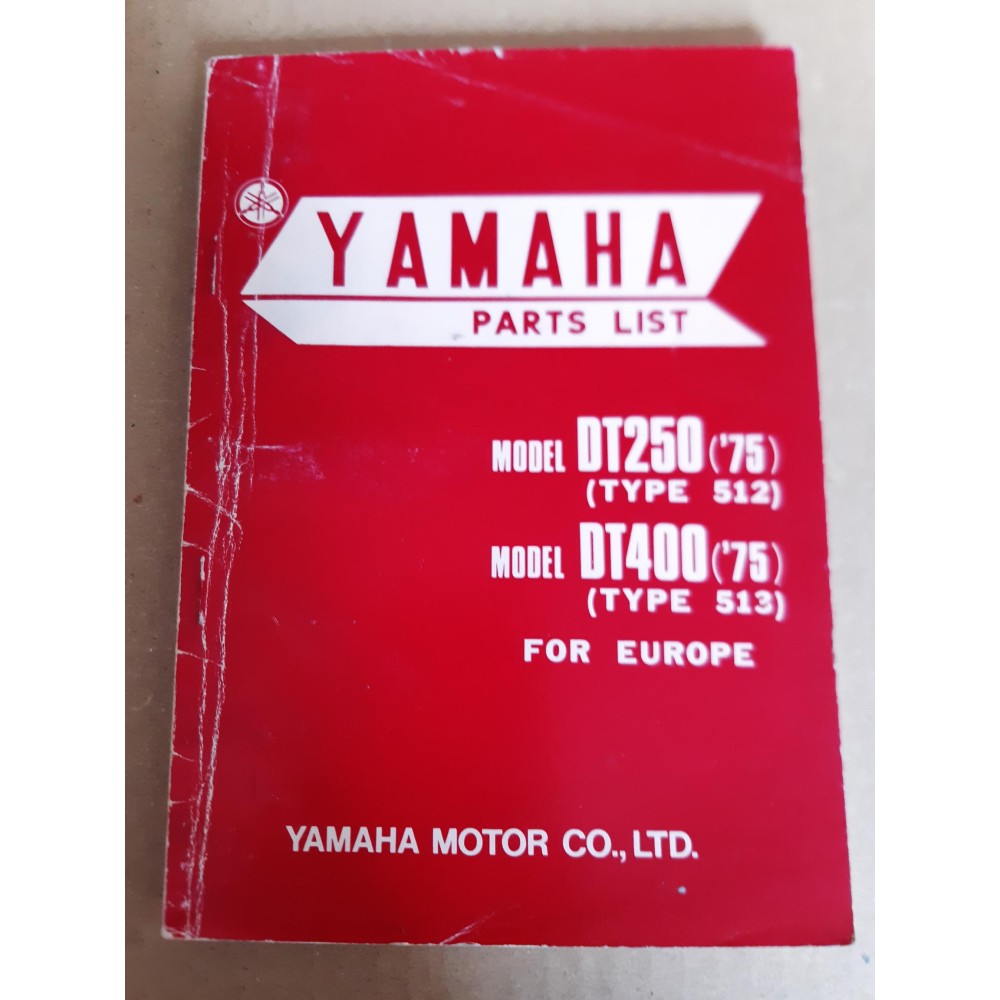 YAMAHA
PARTS LIST
MODEL DT250 ('75)
(TYPE 512)
MODEL DT400 ('75)
(TYPE 513)
FOR EUROPE
YAMAHA MOTOR CO., LTD.